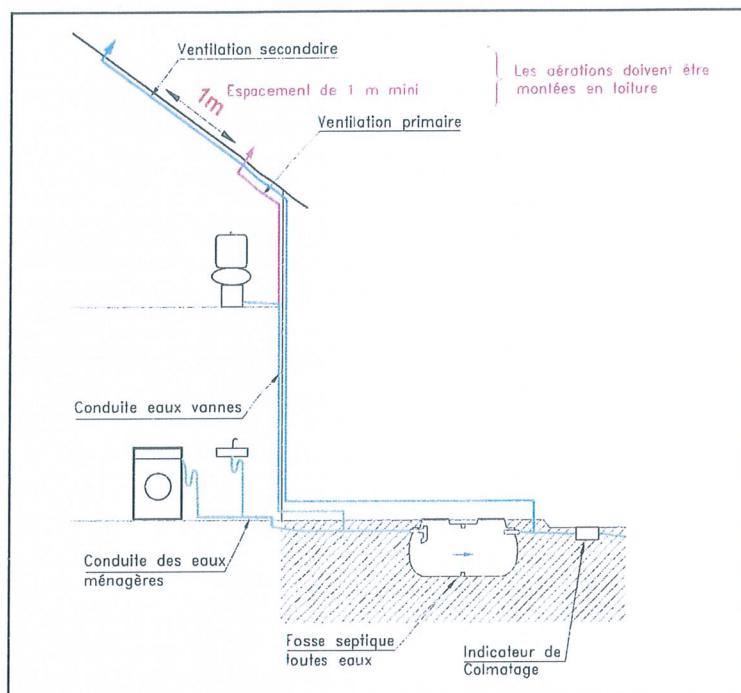 Ventilation secondaire
1m
Espacement de 1 m mini
Les aérations doivent être
montées en toiture
Ventilation primaire
Conduite eaux vannes
Conduite des eaux
ménagères
Fosse septique
toutes eaux
Indicateur de
Colmatage